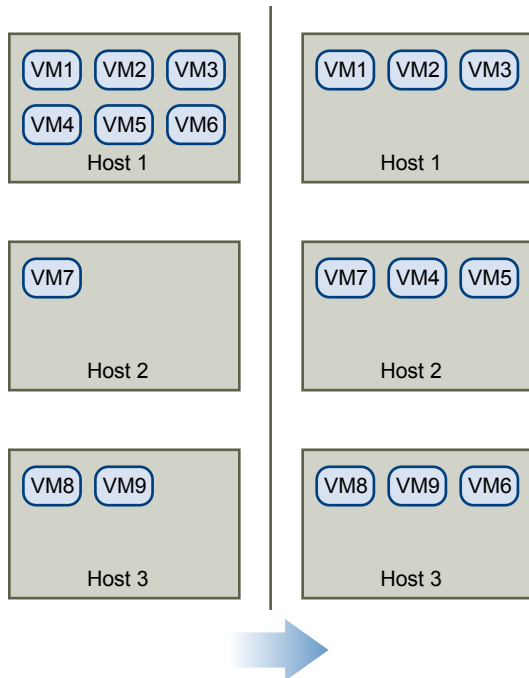 VM1 VM2 VM3
VM4 VM5 VM6
Host 1
VM7
Host 2
VM8 VM9
Host 3
VM1 VM2 VM3
Host 1
VM7 VM4 VM5
Host 2
VM8 VM9 VM6
Host 3